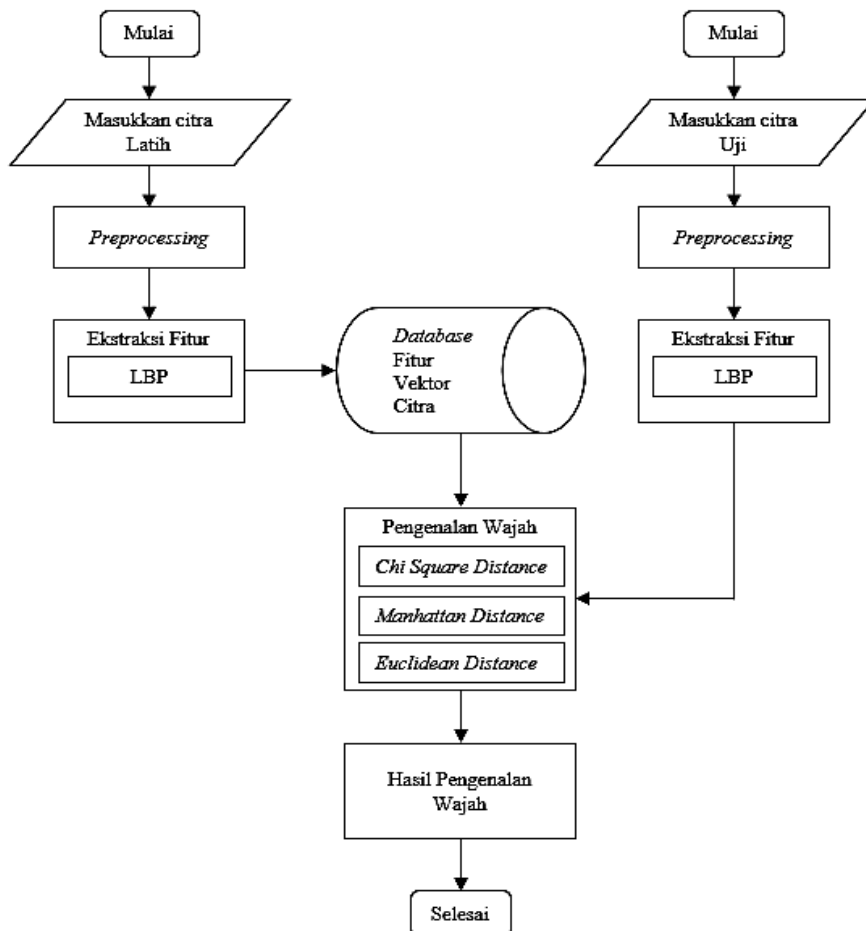 Mulai
Masukkan citra
Latih
Preprocessing
Ekstraksi Fitur
LBP
Database
Fitur
Vektor
Citra
Mulai
Masukkan citra
Uji
Preprocessing
Ekstraksi Fitur
LBP
Pengenalan Wajah
Chi Square Distance
Manhattan Distance
Euclidean Distance
Hasil Pengenalan
Wajah
Selesai